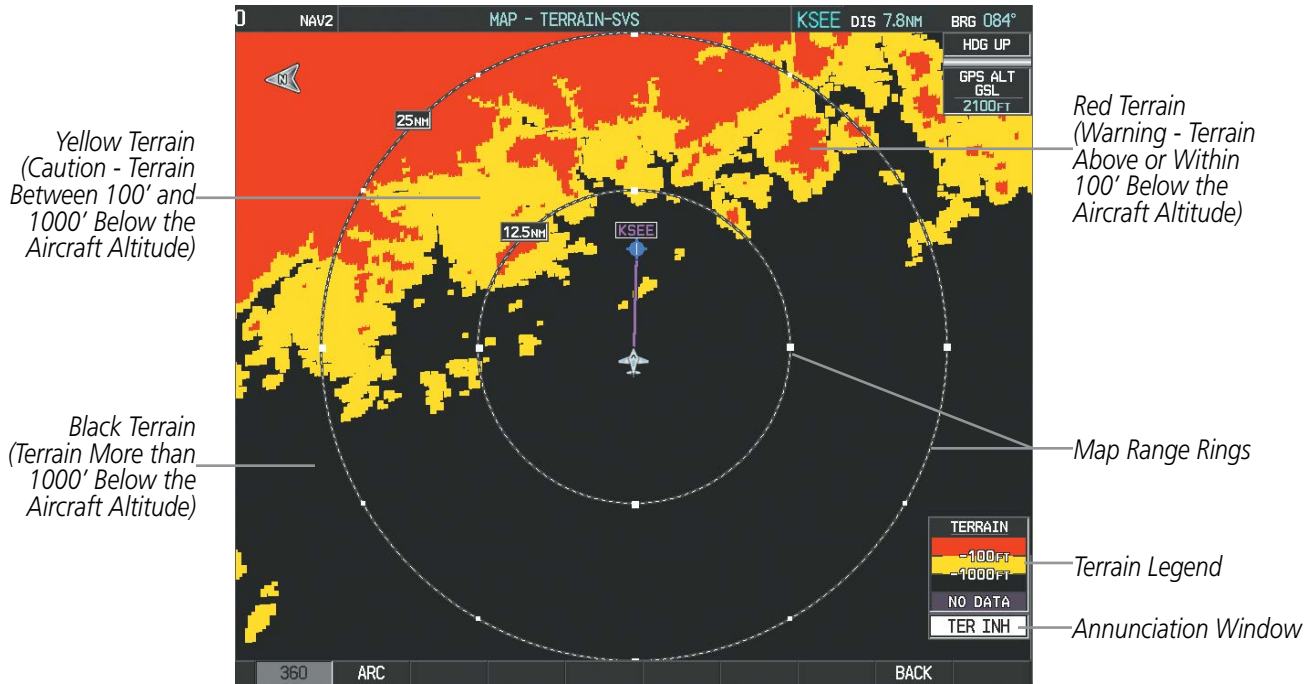 0 NAV2 MAP - TERRAIN-SVS KSEE DIS 7.8NM BRG 084°
HDG UP
GPS ALT
GSL
2100FT
N
25NM
12.5NM
KSEE
Yellow Terrain
(Caution - Terrain
Between 100' and
1000' Below the
Aircraft Altitude)
Red Terrain
(Warning - Terrain
Above or Within
100' Below the
Aircraft Altitude)
Black Terrain
(Terrain More than
1000' Below the
Aircraft Altitude)
Map Range Rings
TERRAIN
-100FT
-1000FT
NO DATA
TER INH
Terrain Legend
Annunciation Window
360 ARC BACK